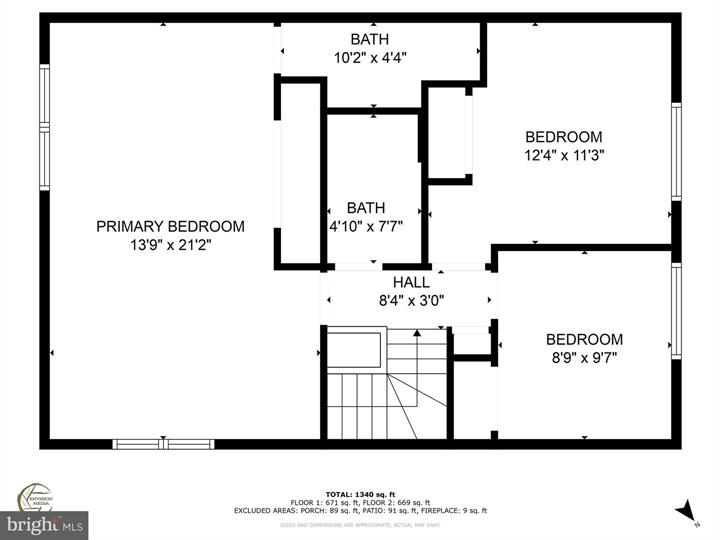 BATH
10'2" x 4'4"
BEDROOM
12'4" x 11'3"
PRIMARY BEDROOM
13'9" x 21'2"
BATH
4'10" x 7'7"
HALL
8'4" x 3'0"
BEDROOM
8'9" x 9'7"
TOTAL: 1340 sq. ft
FLOOR 1: 671 sq. ft, FLOOR 2: 669 sq. ft
EXCLUDED AREAS: PORCH: 89 sq. ft, PATIO: 91 sq. ft, FIREPLACE: 9 sq. ft
SIZES AND DIMENSIONS ARE APPROXIMATE, ACTUAL MAY VARY.
ENVISION
MEDIA
bright MLS
N